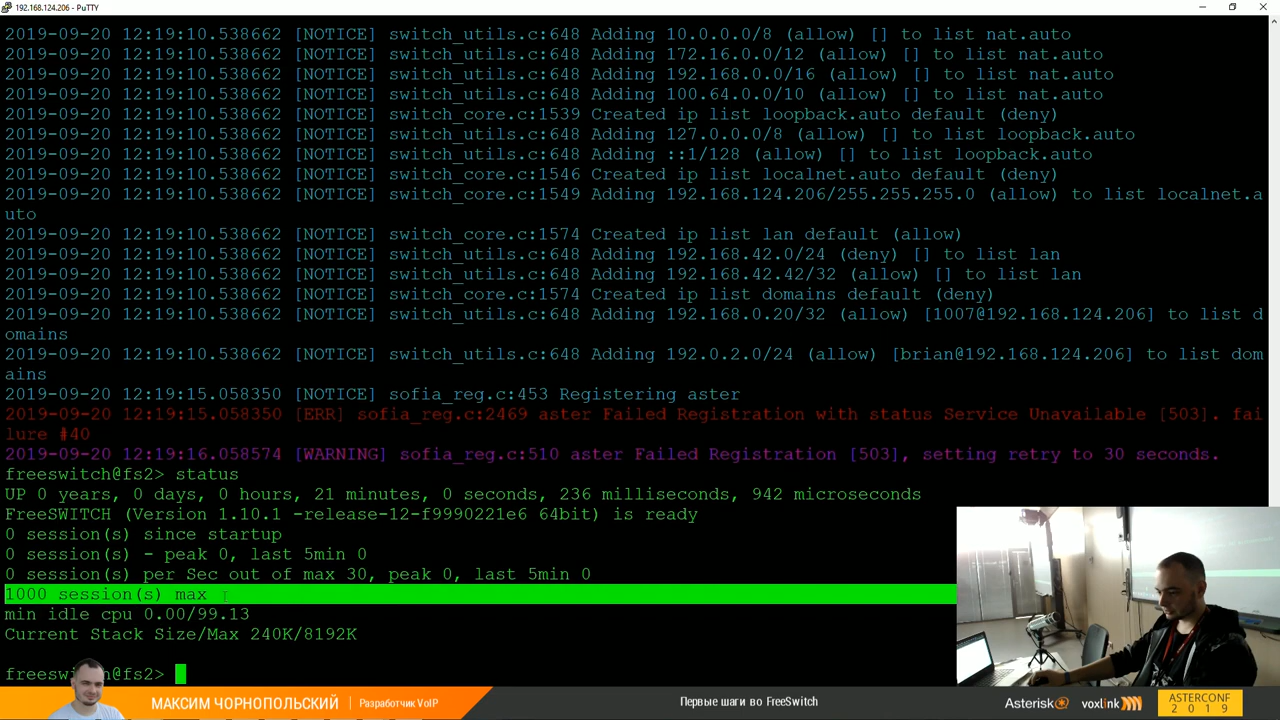 192.168.124.206 - PuTTY
2019-09-20 12:19:10.538662 [NOTICE] switch_utils.c:648 Adding 10.0.0.0/8 (allow) [] to list nat.auto
2019-09-20 12:19:10.538662 [NOTICE] switch_utils.c:648 Adding 172.16.0.0/12 (allow) [] to list nat.auto
2019-09-20 12:19:10.538662 [NOTICE] switch_utils.c:648 Adding 192.168.0.0/16 (allow) [] to list nat.auto
2019-09-20 12:19:10.538662 [NOTICE] switch_utils.c:648 Adding 100.64.0.0/10 (allow) [] to list nat.auto
2019-09-20 12:19:10.538662 [NOTICE] switch_core.c:1539 Created ip list loopback.auto default (deny)
2019-09-20 12:19:10.538662 [NOTICE] switch_utils.c:648 Adding 127.0.0.0/8 (allow) [] to list loopback.auto
2019-09-20 12:19:10.538662 [NOTICE] switch_utils.c:648 Adding ::1/128 (allow) [] to list loopback.auto
2019-09-20 12:19:10.538662 [NOTICE] switch_core.c:1546 Created ip list localnet.auto default (deny)
2019-09-20 12:19:10.538662 [NOTICE] switch_core.c:1549 Adding 192.168.124.206/255.255.255.0 (allow) to list localnet.a
uto
2019-09-20 12:19:10.538662 [NOTICE] switch_core.c:1574 Created ip list lan default (allow)
2019-09-20 12:19:10.538662 [NOTICE] switch_utils.c:648 Adding 192.168.42.0/24 (deny) [] to list lan
2019-09-20 12:19:10.538662 [NOTICE] switch_utils.c:648 Adding 192.168.42.42/32 (allow) [] to list lan
2019-09-20 12:19:10.538662 [NOTICE] switch_core.c:1574 Created ip list domains default (deny)
2019-09-20 12:19:10.538662 [NOTICE] switch_utils.c:648 Adding 192.168.0.20/32 (allow) [1007@192.168.124.206] to list d
omains
2019-09-20 12:19:10.538662 [NOTICE] switch_utils.c:648 Adding 192.0.2.0/24 (allow) [brian@192.168.124.206] to list dom
ains
2019-09-20 12:19:15.058350 [NOTICE] sofia_reg.c:453 Registering aster
2019-09-20 12:19:15.058350 [ERR] sofia_reg.c:2469 aster Failed Registration with status Service Unavailable [503]. fai
lure #40
2019-09-20 12:19:16.058574 [WARNING] sofia_reg.c:510 aster Failed Registration [503], setting retry to 30 seconds.
freeswitch@fs2> status
UP 0 years, 0 days, 0 hours, 21 minutes, 0 seconds, 236 milliseconds, 942 microseconds
FreeSWITCH (Version 1.10.1 -release-12-f9990221e6 64bit) is ready
0 session(s) since startup
0 session(s) - peak 0, last 5min 0
0 session(s) per Sec out of max 30, peak 0, last 5min 0
1000 session(s) max
min idle cpu 0.00/99.13
Current Stack Size/Max 240K/8192K
freeswitch@fs2>
МАКСИМ ЧОРНОПОЛЬСКИЙ | Разработчик VoIP
Первые шаги во FreeSwitch
Asterisk
voxlink
ASTERCONF
2019